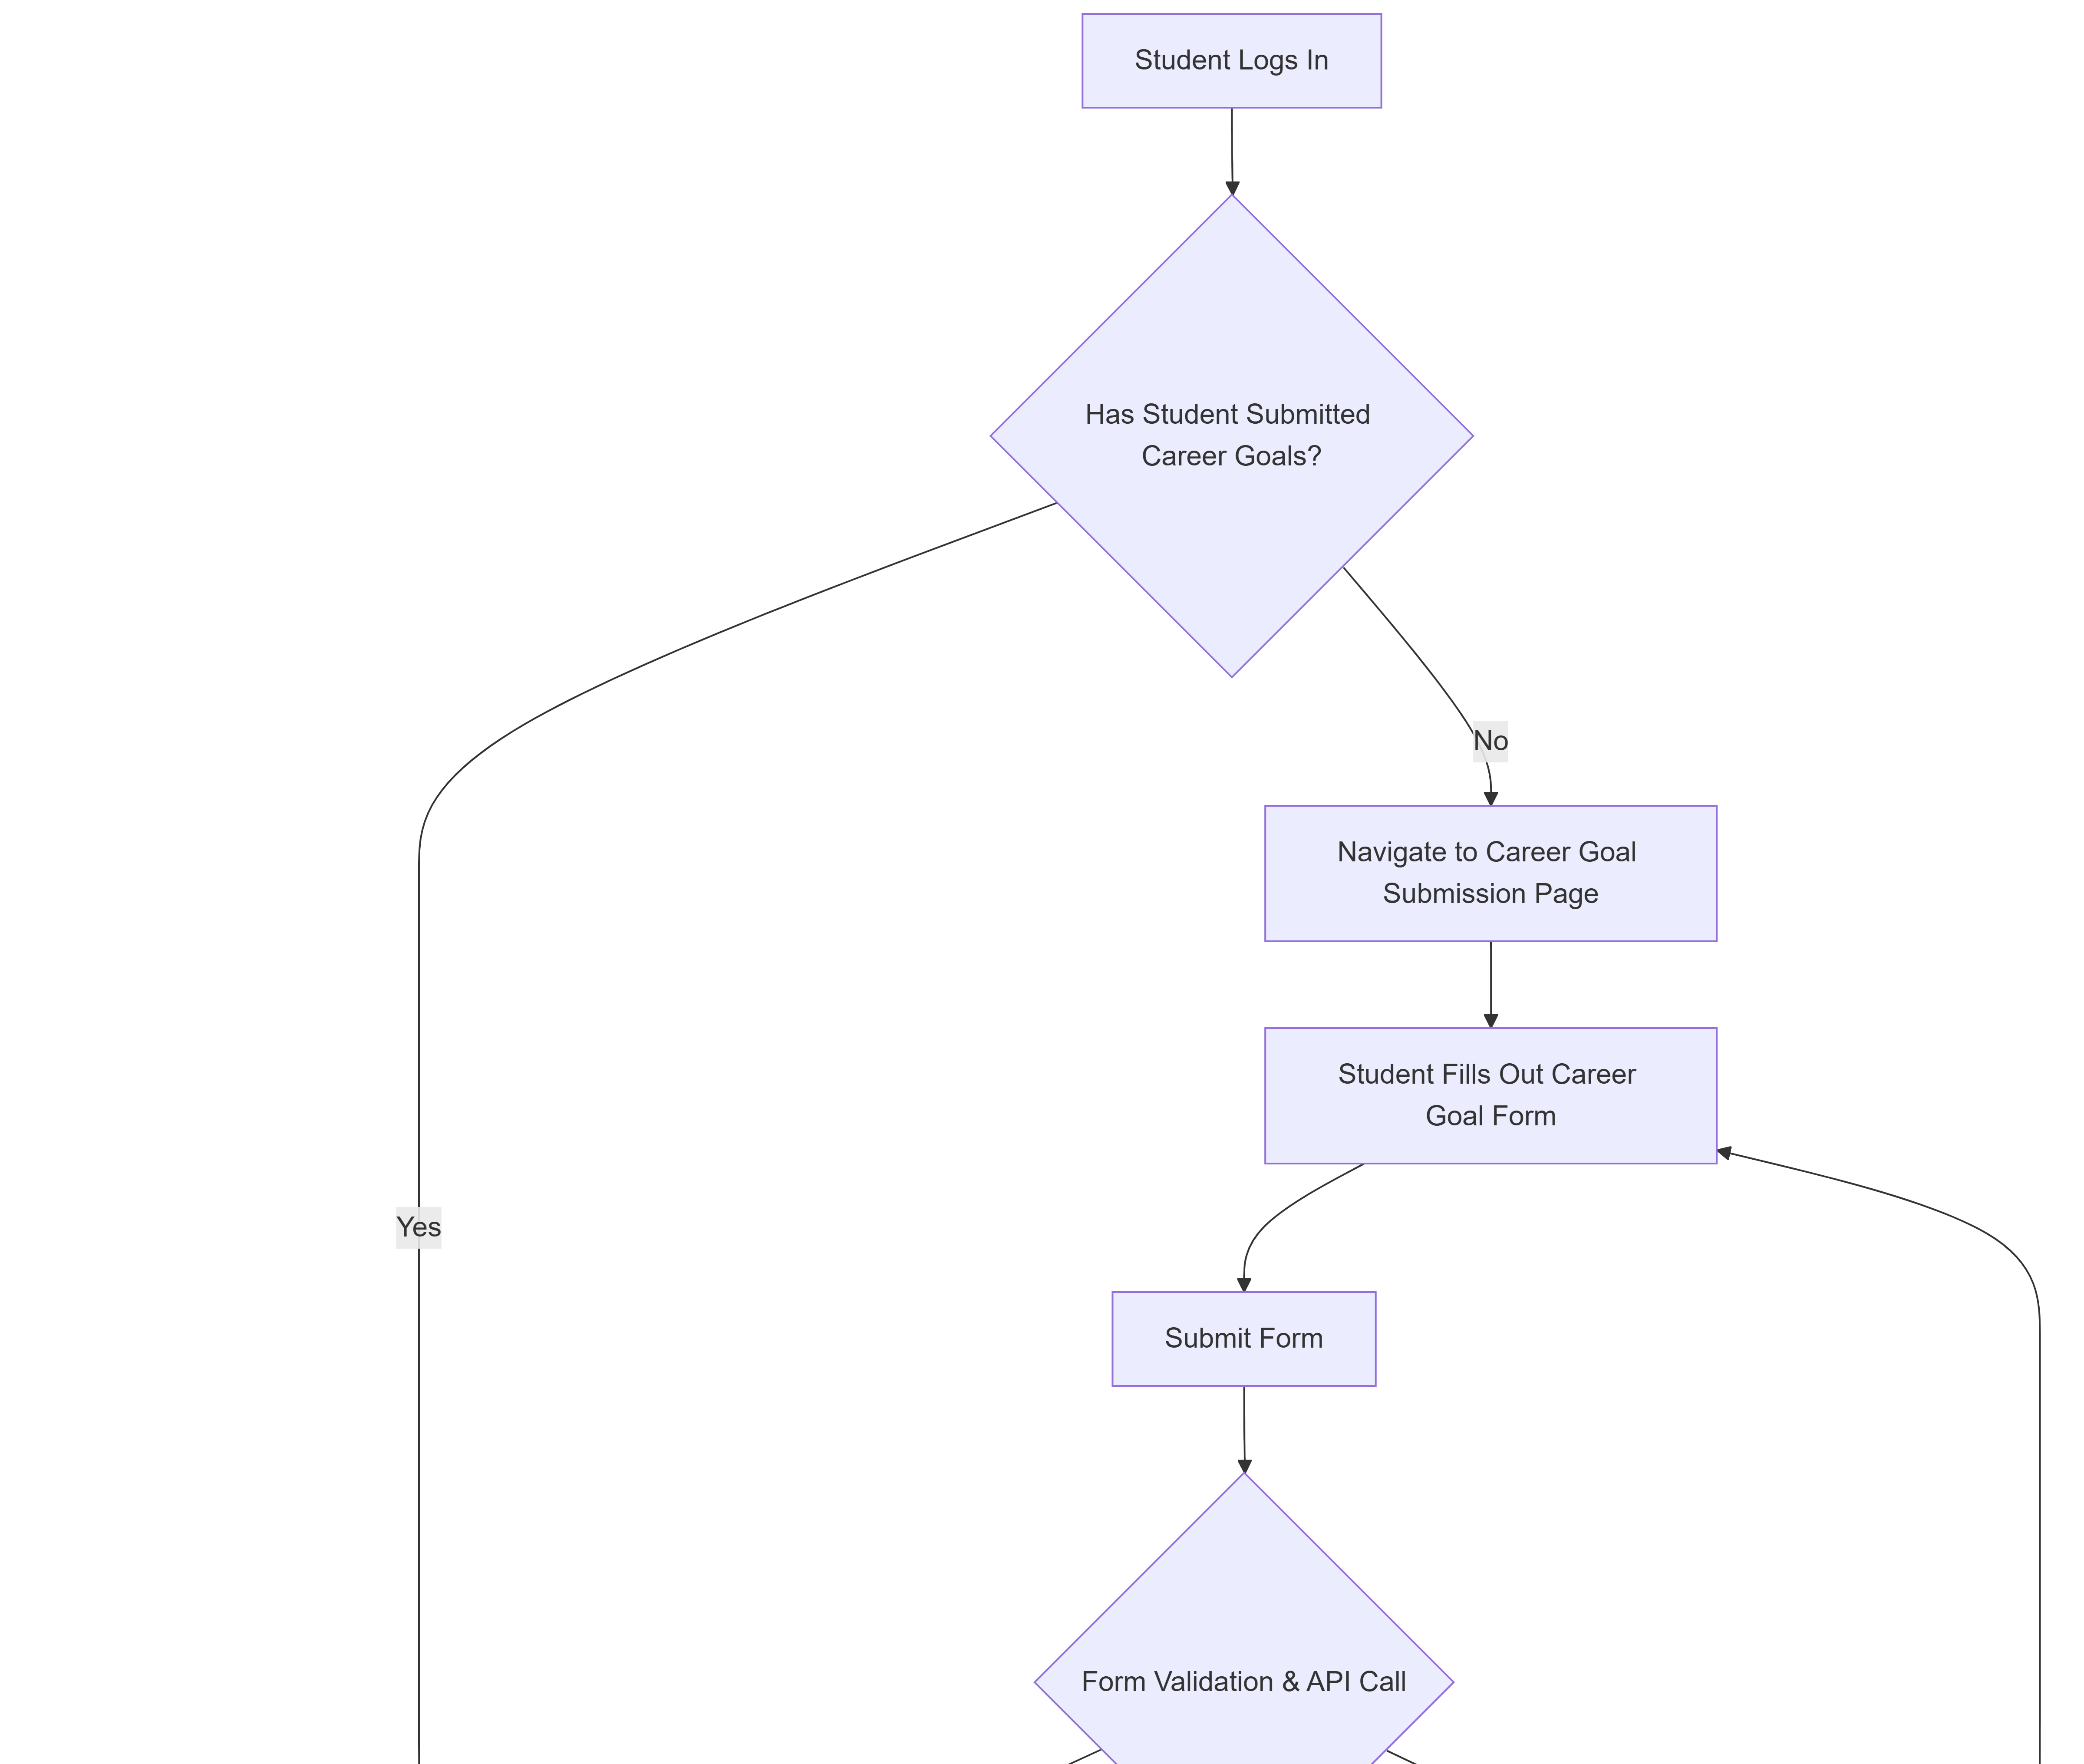 Student Logs In
Has Student Submitted
Career Goals?
No
Navigate to Career Goal
Submission Page
Student Fills Out Career
Goal Form
Yes
Submit Form
Form Validation & API Call